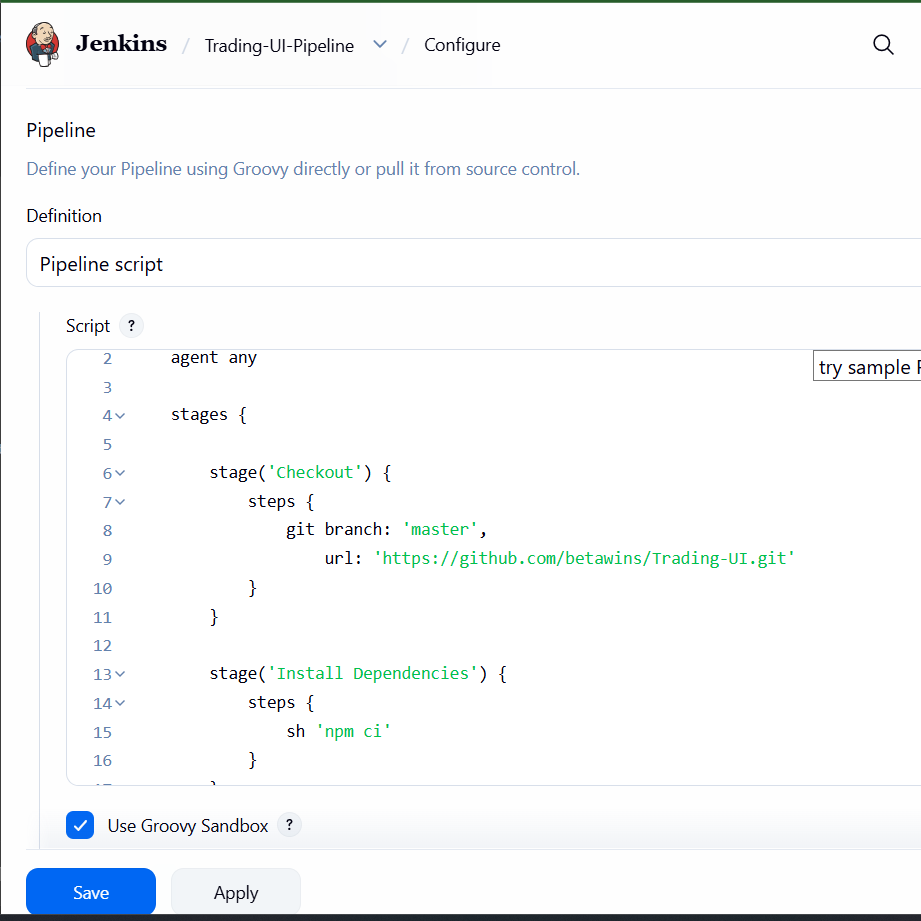 Jenkins / Trading-UI-Pipeline / Configure
Pipeline
Define your Pipeline using Groovy directly or pull it from source control.
Definition
Pipeline script
Script ?
try sample
2 agent any
3
4 stages {
5
6 stage('Checkout') {
7 steps {
8 git branch: 'master',
9 url: 'https://github.com/betawins/Trading-UI.git'
10 }
11 }
12
13 stage('Install Dependencies') {
14 steps {
15 sh 'npm ci'
16 }
Use Groovy Sandbox ?
Save Apply